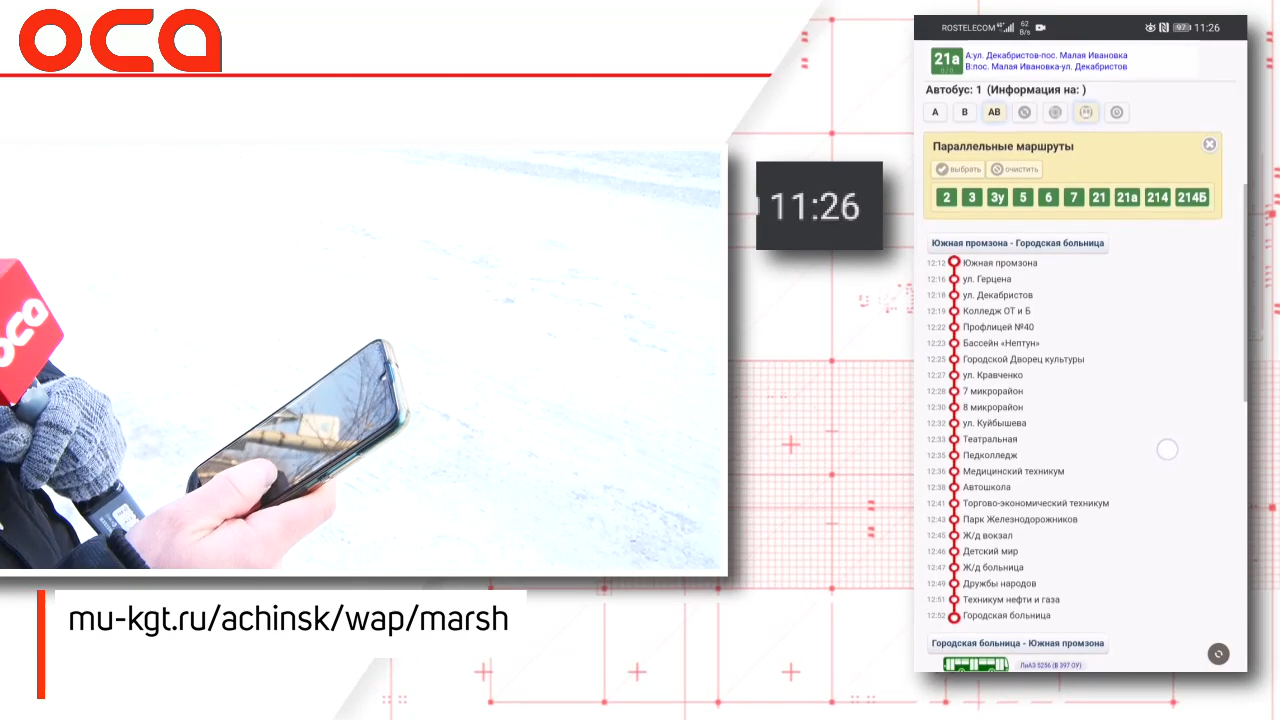 оса
оса
mu-kgt.ru/achinsk/wap/marsh
11:26
ROSTELECOM 62 B/s 97 11:26
21а
0/0
А:ул. Декабристов-пос. Малая Ивановка
В:пос. Малая Ивановка-ул. Декабристов
Автобус: 1 (Информация на: )
А В АВ
Параллельные маршруты
выбрать очистить
2 3 3у 5 6 7 21 21а 214 214Б
Южная промзона - Городская больница
12:12 Южная промзона
12:16 ул. Герцена
12:18 ул. Декабристов
12:19 Колледж ОТ и Б
12:22 Профлицей №40
12:23 Бассейн «Нептун»
12:25 Городской Дворец культуры
12:27 ул. Кравченко
12:28 7 микрорайон
12:30 8 микрорайон
12:32 ул. Куйбышева
12:33 Театральная
12:35 Педколледж
12:36 Медицинский техникум
12:38 Автошкола
12:41 Торгово-экономический техникум
12:43 Парк Железнодорожников
12:45 Ж/д вокзал
12:46 Детский мир
12:47 Ж/д больница
12:49 Дружбы народов
12:51 Техникум нефти и газа
12:52 Городская больница
Городская больница - Южная промзона
ЛиАЗ 5256 (В 397 ОУ)